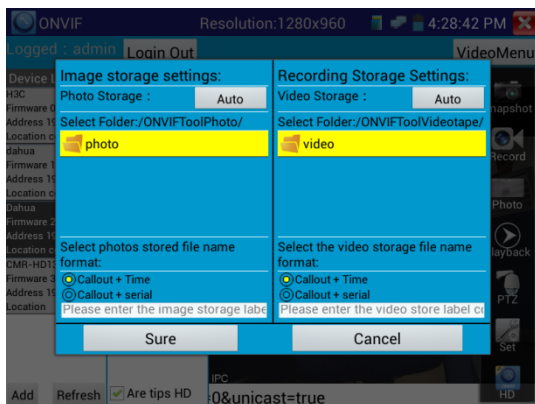 ONVIF Resolution:1280x960 4:28:42 PM
Logged : admin Login Out VideoMenu
Device L
H3C
Firmware 0
Address 19
Location c
dahua
Firmware 1
Address 19
Location c
Dahua
Firmware 2
Address 19
Location c
CMR-HD13
Firmware 3
Address 19
Location
Image storage settings:
Photo Storage : Auto
Select Folder:/ONVIFToolPhoto/
photo
Select photos stored file name
format:
Callout + Time
Callout + serial
Please enter the image storage labe
Recording Storage Settings:
Video Storage : Auto
Select Folder:/ONVIFToolVideotape/
video
Select the video storage file name
format:
Callout + Time
Callout + serial
Please enter the video store label co
Sure Cancel
napshot
Record
Photo
layback
PTZ
Set
HD
IPC
Add Refresh Are tips HD =0&unicast=true